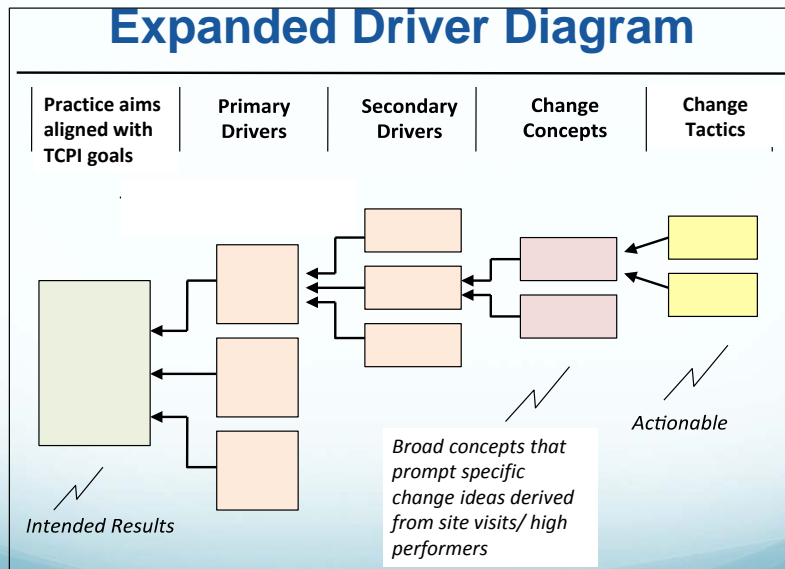 Expanded Driver Diagram
Practice aims
aligned with
TCPI goals
Primary
Drivers
Secondary
Drivers
Change
Concepts
Change
Tactics
Intended Results
Broad concepts that
prompt specific
change ideas derived
from site visits/ high
performers
Actionable